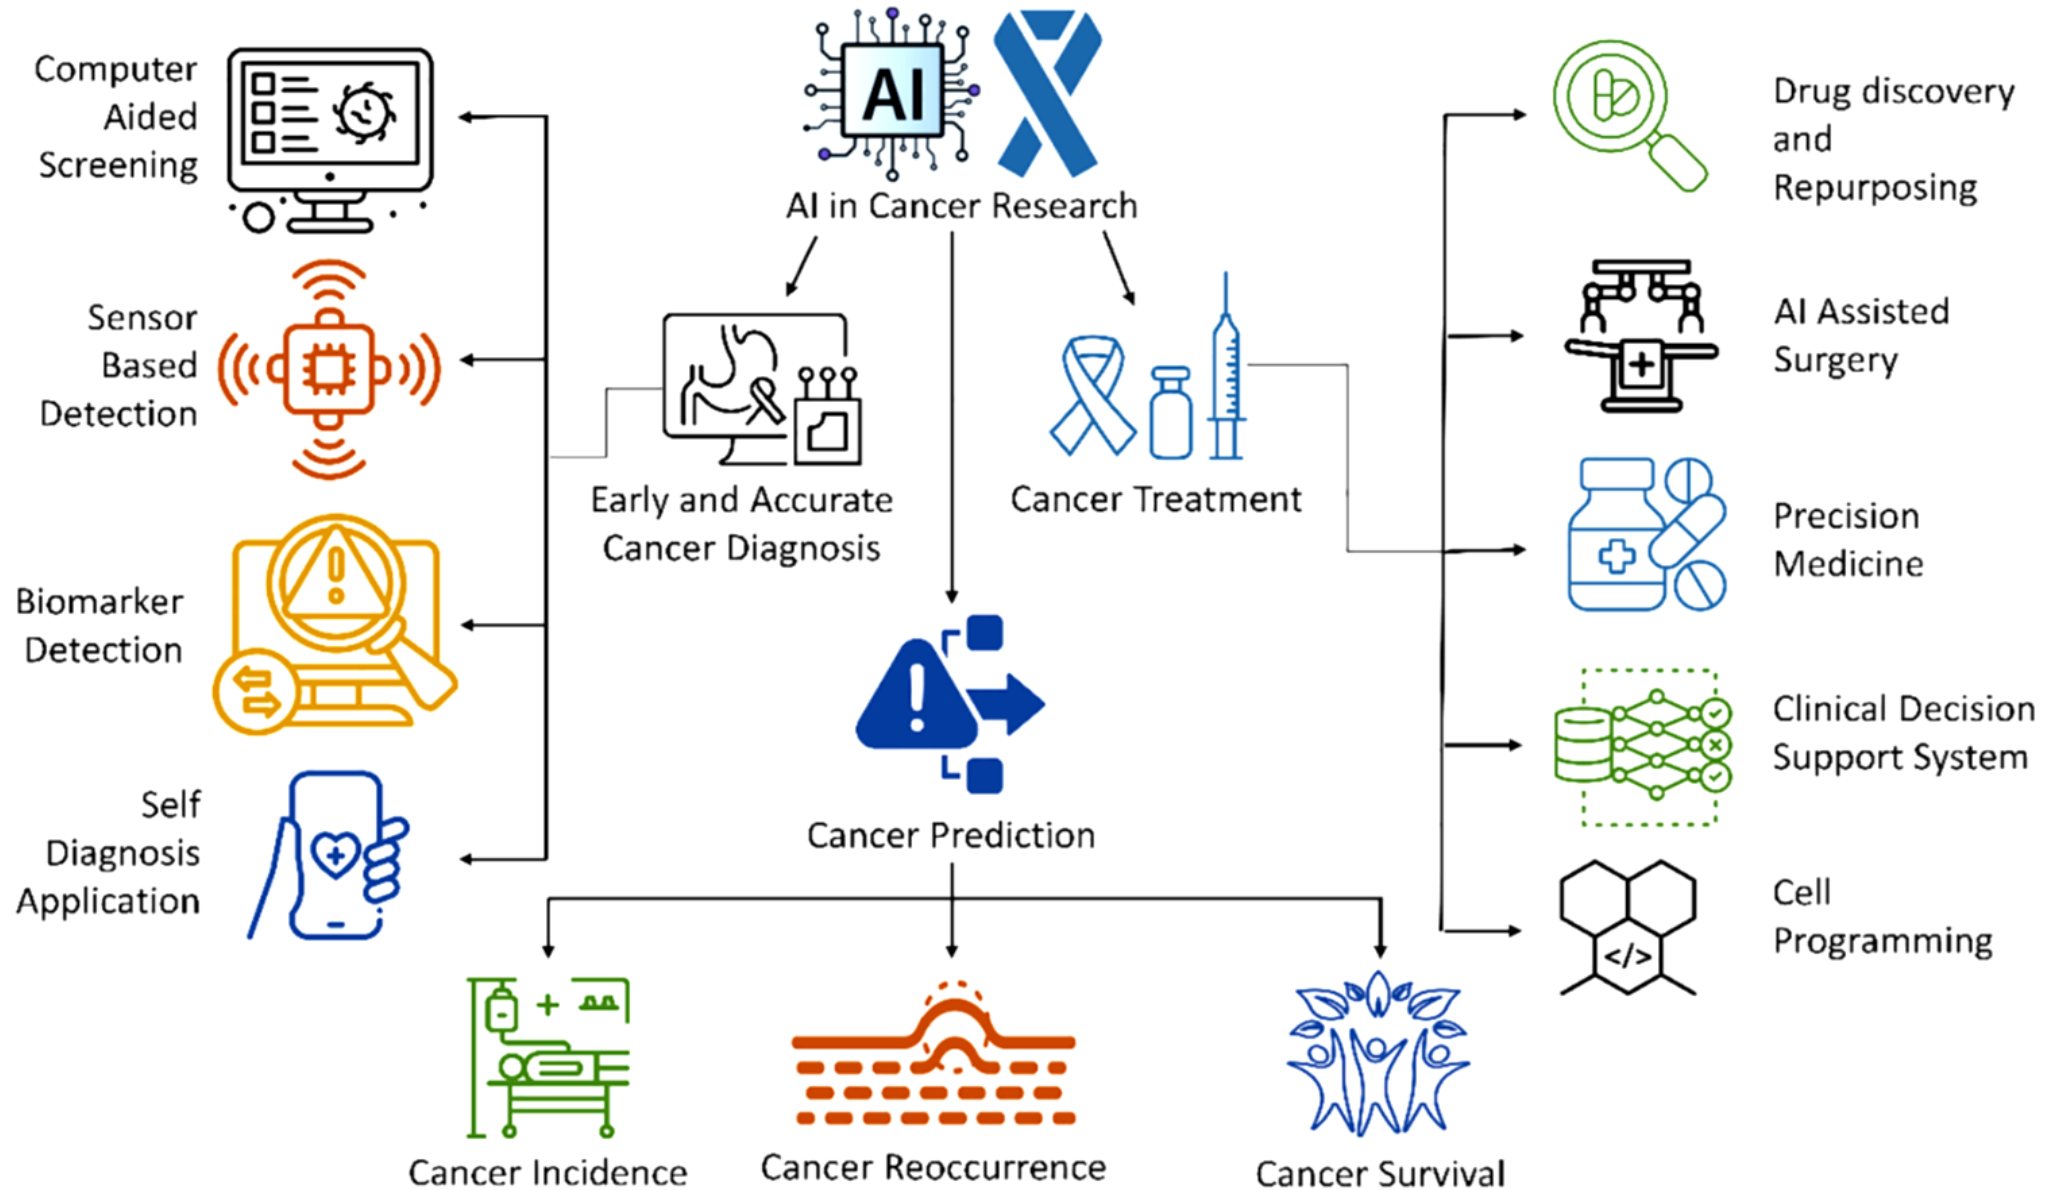 AI
AI in Cancer Research
Computer
Aided
Screening
Sensor
Based
Detection
Biomarker
Detection
Self
Diagnosis
Application
Early and Accurate
Cancer Diagnosis
Cancer Treatment
Cancer Prediction
Drug discovery
and
Repurposing
AI Assisted
Surgery
Precision
Medicine
Clinical Decision
Support System
Cell
Programming
</>
Cancer Incidence
Cancer Reoccurrence
Cancer Survival